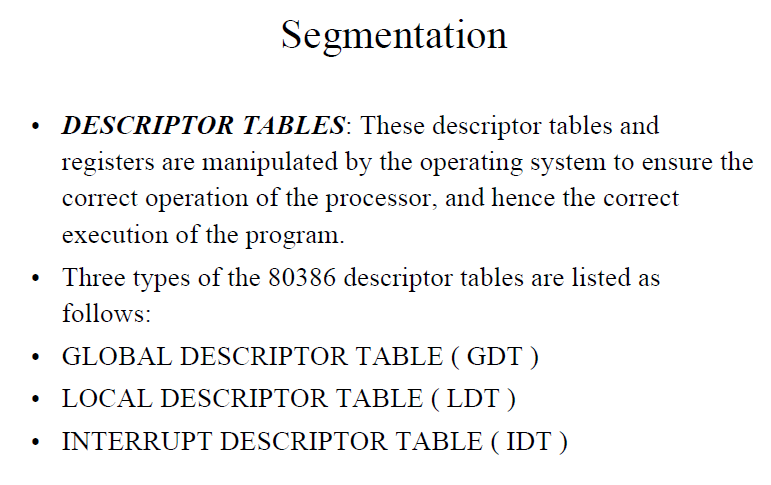 Segmentation
• DESCRIPTOR TABLES: These descriptor tables and
registers are manipulated by the operating system to ensure the
correct operation of the processor, and hence the correct
execution of the program.
• Three types of the 80386 descriptor tables are listed as
follows:
• GLOBAL DESCRIPTOR TABLE ( GDT )
• LOCAL DESCRIPTOR TABLE ( LDT )
• INTERRUPT DESCRIPTOR TABLE ( IDT )